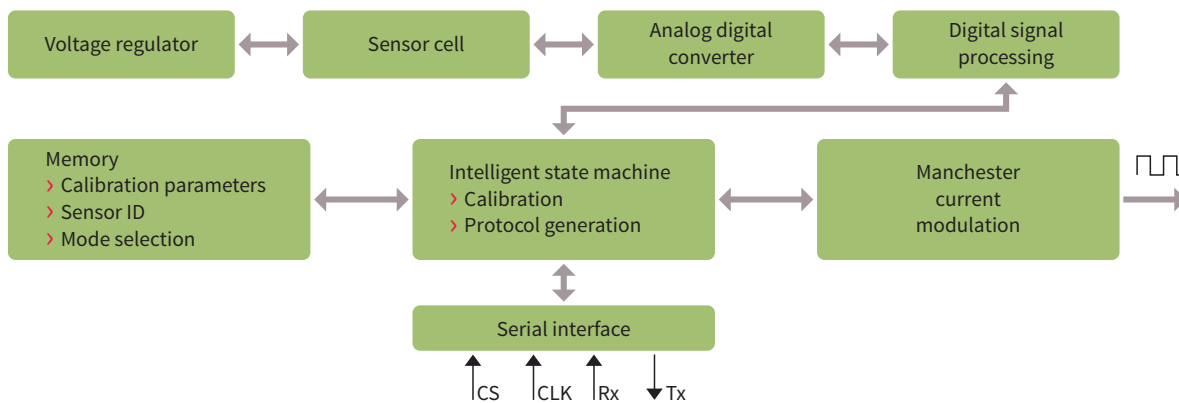 Voltage regulator
Sensor cell
Analog digital
converter
Digital signal
processing
Memory
› Calibration parameters
› Sensor ID
› Mode selection
Intelligent state machine
› Calibration
› Protocol generation
Manchester
current
modulation
Serial interface
CS
CLK
Rx
Tx